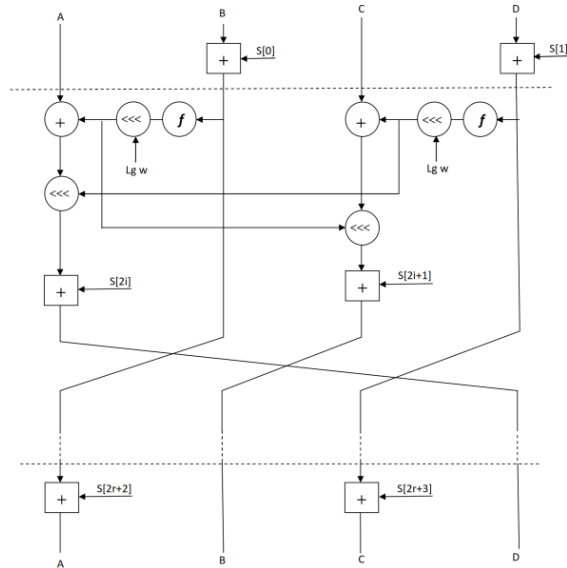 A B C D
+ S[0] + S[1]
+ <<< f + <<< f
Lg w Lg w
<<<
<<<
+ S[2i] + S[2i+1]
+ S[2r+2] + S[2r+3]
A B C D